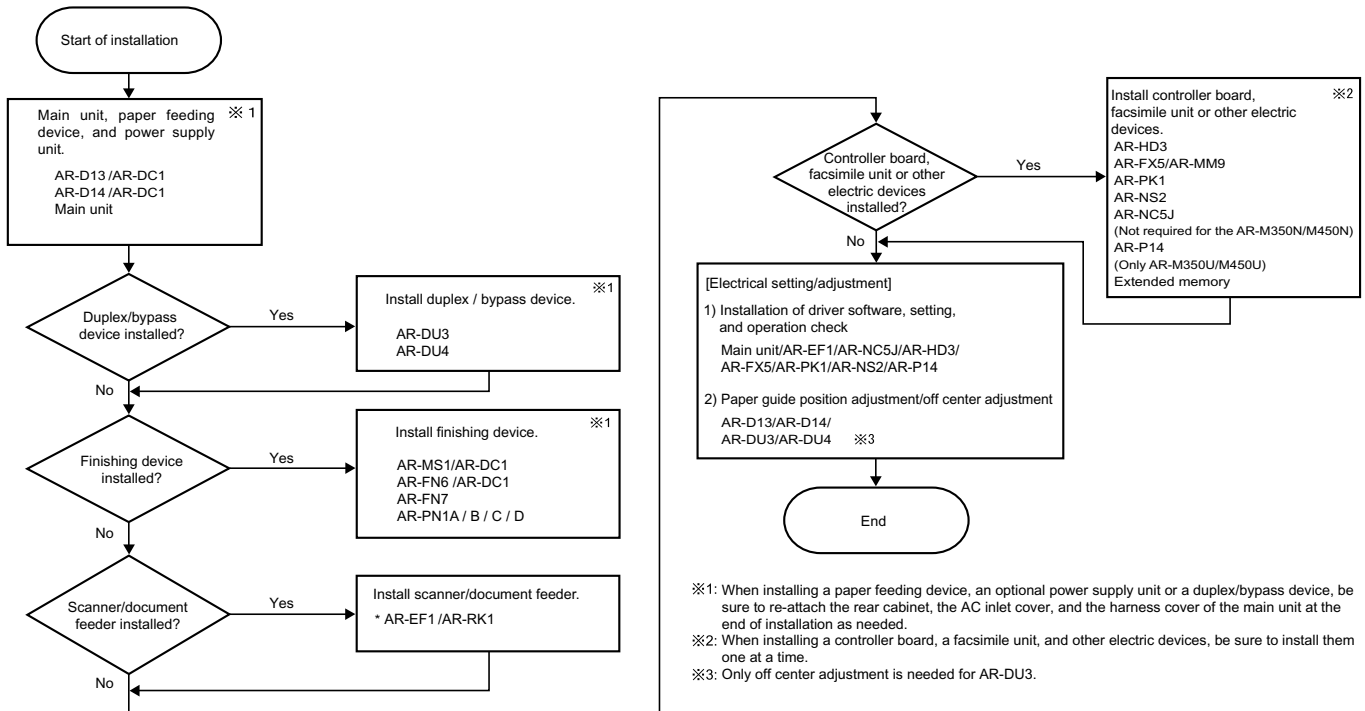 Start of installation
Main unit, paper feeding ※ 1
device, and power supply
unit.
AR-D13 /AR-DC1
AR-D14 /AR-DC1
Main unit
Duplex/bypass
device installed?
Yes
No
Install duplex / bypass device. ※1
AR-DU3
AR-DU4
Finishing device
installed?
Yes
No
Install finishing device. ※1
AR-MS1/AR-DC1
AR-FN6 /AR-DC1
AR-FN7
AR-PN1A / B / C / D
Scanner/document
feeder installed?
Yes
No
Install scanner/document feeder.
* AR-EF1 /AR-RK1
Controller board,
facsimile unit or other
electric devices
installed?
Yes
No
Install controller board, ※2
facsimile unit or other electric
devices.
AR-HD3
AR-FX5/AR-MM9
AR-PK1
AR-NS2
AR-NC5J
(Not required for the AR-M350N/M450N)
AR-P14
(Only AR-M350U/M450U)
Extended memory
[Electrical setting/adjustment]
1) Installation of driver software, setting,
and operation check
Main unit/AR-EF1/AR-NC5J/AR-HD3/
AR-FX5/AR-PK1/AR-NS2/AR-P14
2) Paper guide position adjustment/off center adjustment
AR-D13/AR-D14/
AR-DU3/AR-DU4 ※3
End
※1: When installing a paper feeding device, an optional power supply unit or a duplex/bypass device, be
sure to re-attach the rear cabinet, the AC inlet cover, and the harness cover of the main unit at the
end of installation as needed.
※2: When installing a controller board, a facsimile unit, and other electric devices, be sure to install them
one at a time.
※3: Only off center adjustment is needed for AR-DU3.